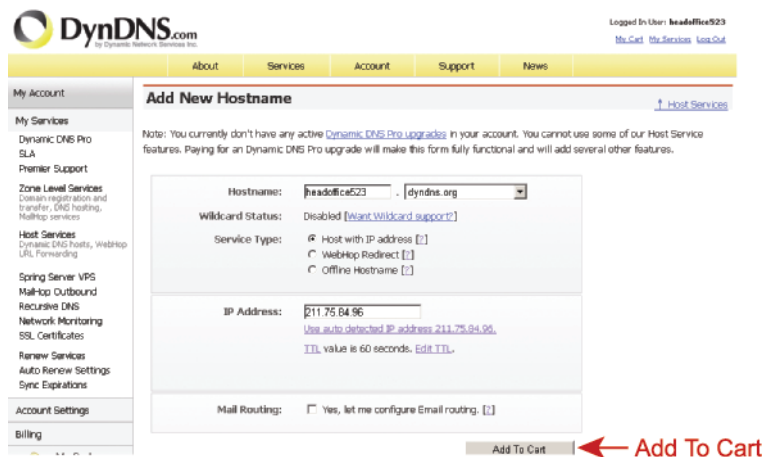 DynDNS.com
by Dynamic Network Services Inc.
Logged In User: headoffice523
My Cart My Services Log Out
About Services Account Support News
My Account
My Services
Dynamic DNS Pro
SLA
Premier Support
Zone Level Services
Domain registration and
transfer, DNS hosting,
MailHop services
Host Services
Dynamic DNS hosts, WebHop
URL Forwarding
Spring Server VPS
MailHop Outbound
Recursive DNS
Network Monitoring
SSL Certificates
Renew Services
Auto Renew Settings
Sync Expirations
Account Settings
Billing
Add New Hostname
↑ Host Services
Note: You currently don't have any active Dynamic DNS Pro upgrades in your account. You cannot use some of our Host Service
features. Paying for an Dynamic DNS Pro upgrade will make this form fully functional and will add several other features.
Hostname: headoffice523 . dyndns.org
Wildcard Status: Disabled [Want Wildcard support?]
Service Type: Host with IP address [?]
WebHop Redirect [?]
Offline Hostname [?]
IP Address: 211.75.84.96
Use auto detected IP address 211.75.84.96.
TTL value is 60 seconds. Edit TTL.
Mail Routing: Yes, let me configure Email routing. [?]
Add To Cart
Add To Cart